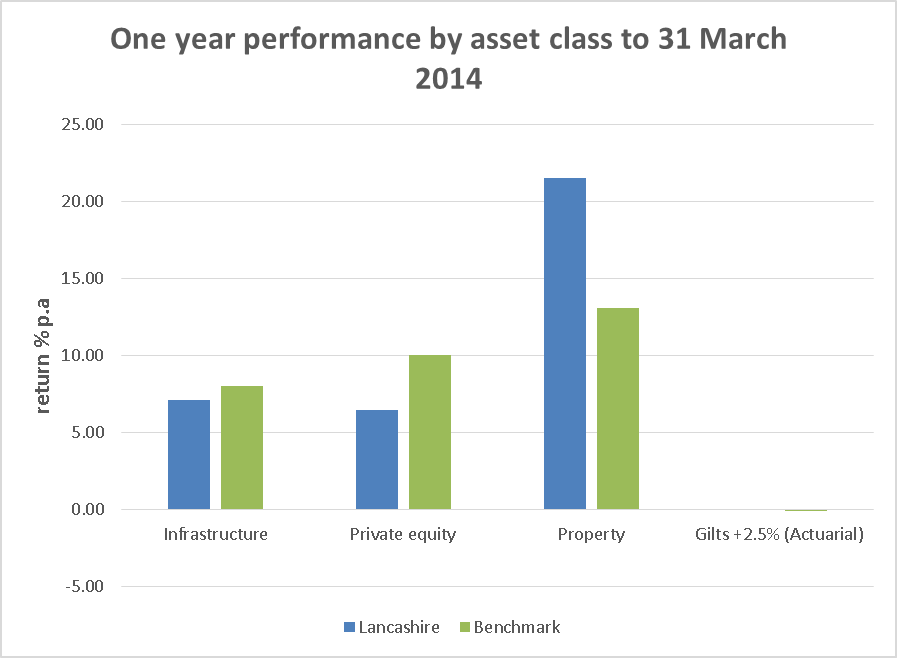 One year performance by asset class to 31 March
2014
25.00
20.00
15.00
10.00
5.00
0.00
-5.00
return % p.a
Infrastructure
Private equity
Property
Gilts +2.5% (Actuarial)
Lancashire
Benchmark